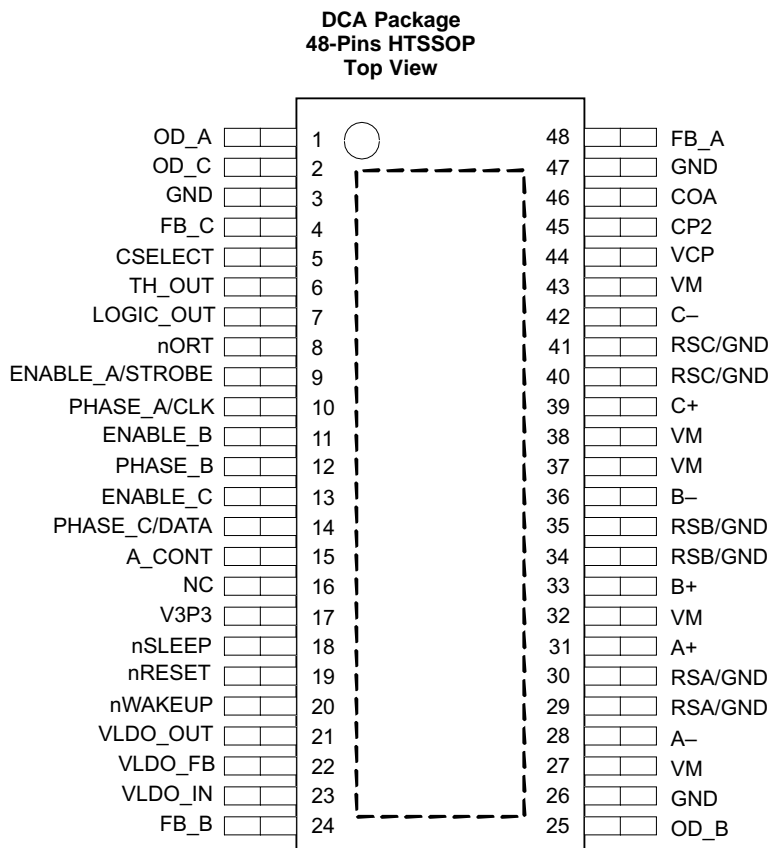 DCA Package
48-Pins HTSSOP
Top View
OD_A 1 48 FB_A
OD_C 2 47 GND
GND 3 46 COA
FB_C 4 45 CP2
CSELECT 5 44 VCP
TH_OUT 6 43 VM
LOGIC_OUT 7 42 C–
nORT 8 41 RSC/GND
ENABLE_A/STROBE 9 40 RSC/GND
PHASE_A/CLK 10 39 C+
ENABLE_B 11 38 VM
PHASE_B 12 37 VM
ENABLE_C 13 36 B–
PHASE_C/DATA 14 35 RSB/GND
A_CONT 15 34 RSB/GND
NC 16 33 B+
V3P3 17 32 VM
nSLEEP 18 31 A+
nRESET 19 30 RSA/GND
nWAKEUP 20 29 RSA/GND
VLDO_OUT 21 28 A–
VLDO_FB 22 27 VM
VLDO_IN 23 26 GND
FB_B 24 25 OD_B